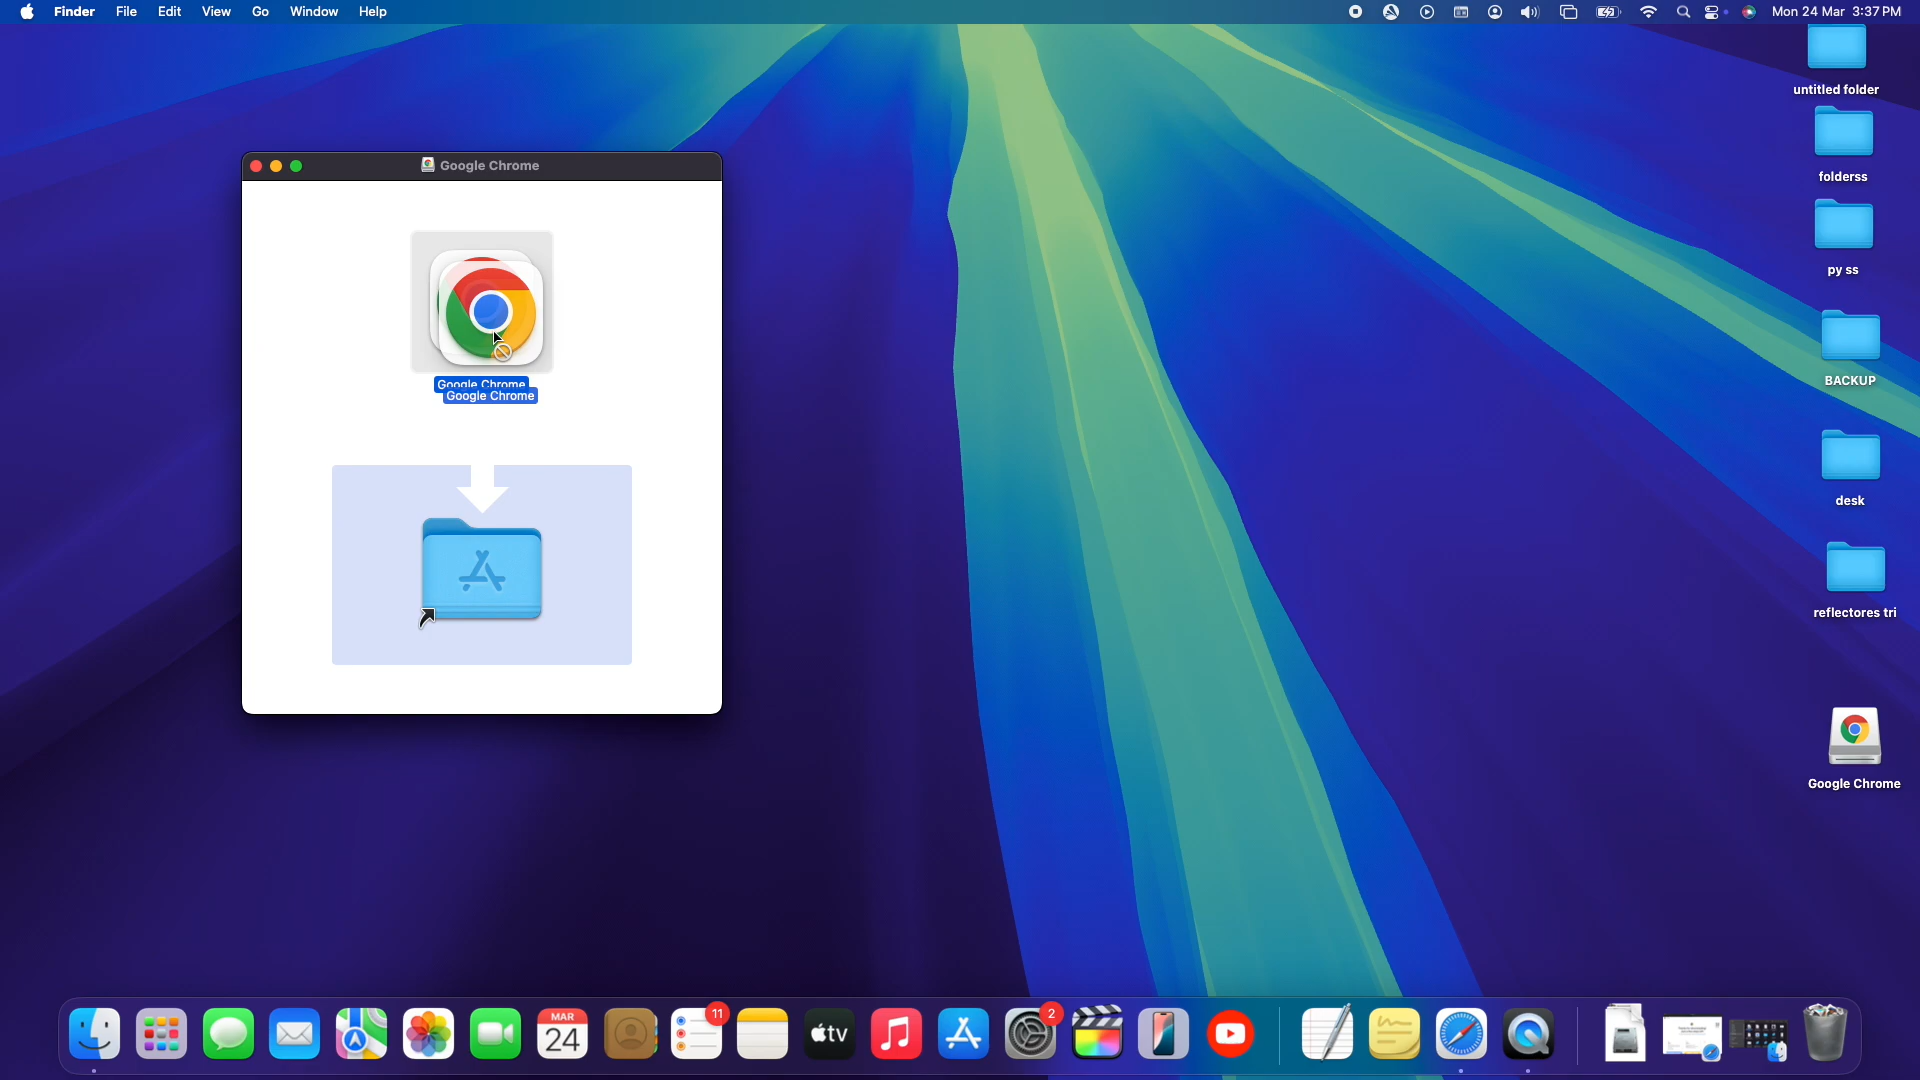 Finder File Edit View Go Window Help Mon 24 Mar 3:37 PM
untitled folder
folderss
py ss
BACKUP
desk
reflectores tri
Google Chrome
Google Chrome
Google Chrome
Google Chrome
MAR
24
11
tv
2